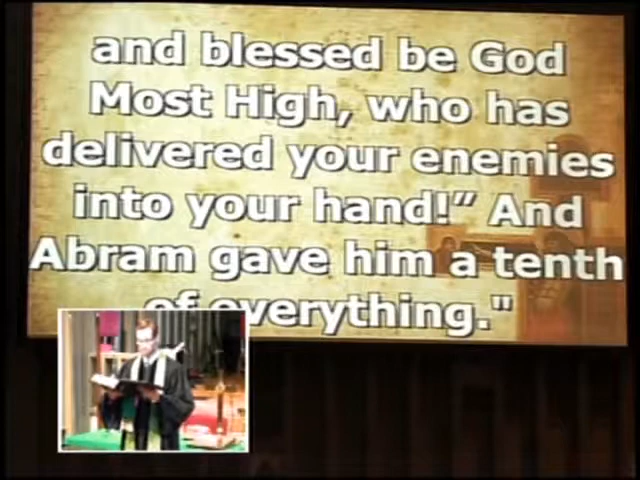 and blessed be God
Most High, who has
delivered your enemies
into your hand!” And
Abram gave him a tenth
of everything."